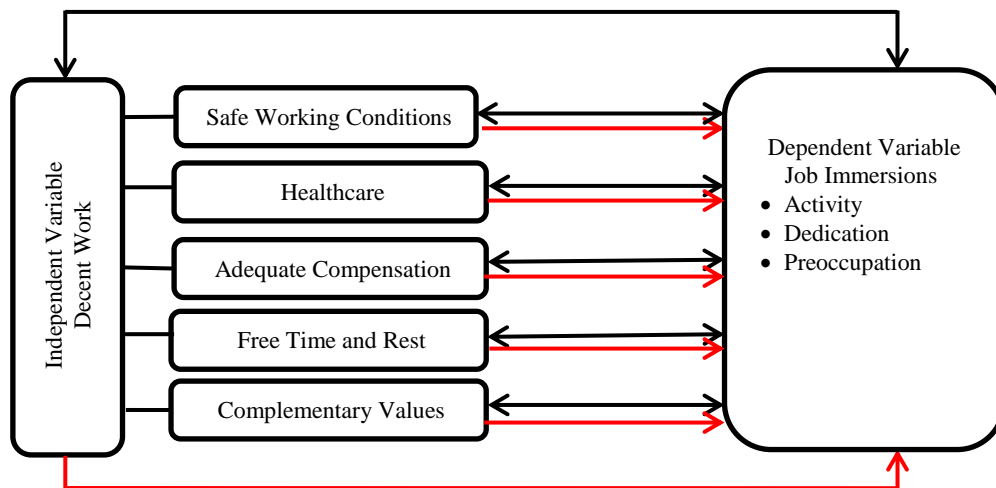 Independent Variable
Decent Work
Safe Working Conditions
Healthcare
Adequate Compensation
Free Time and Rest
Complementary Values
Dependent Variable
Job Immersions
• Activity
• Dedication
• Preoccupation